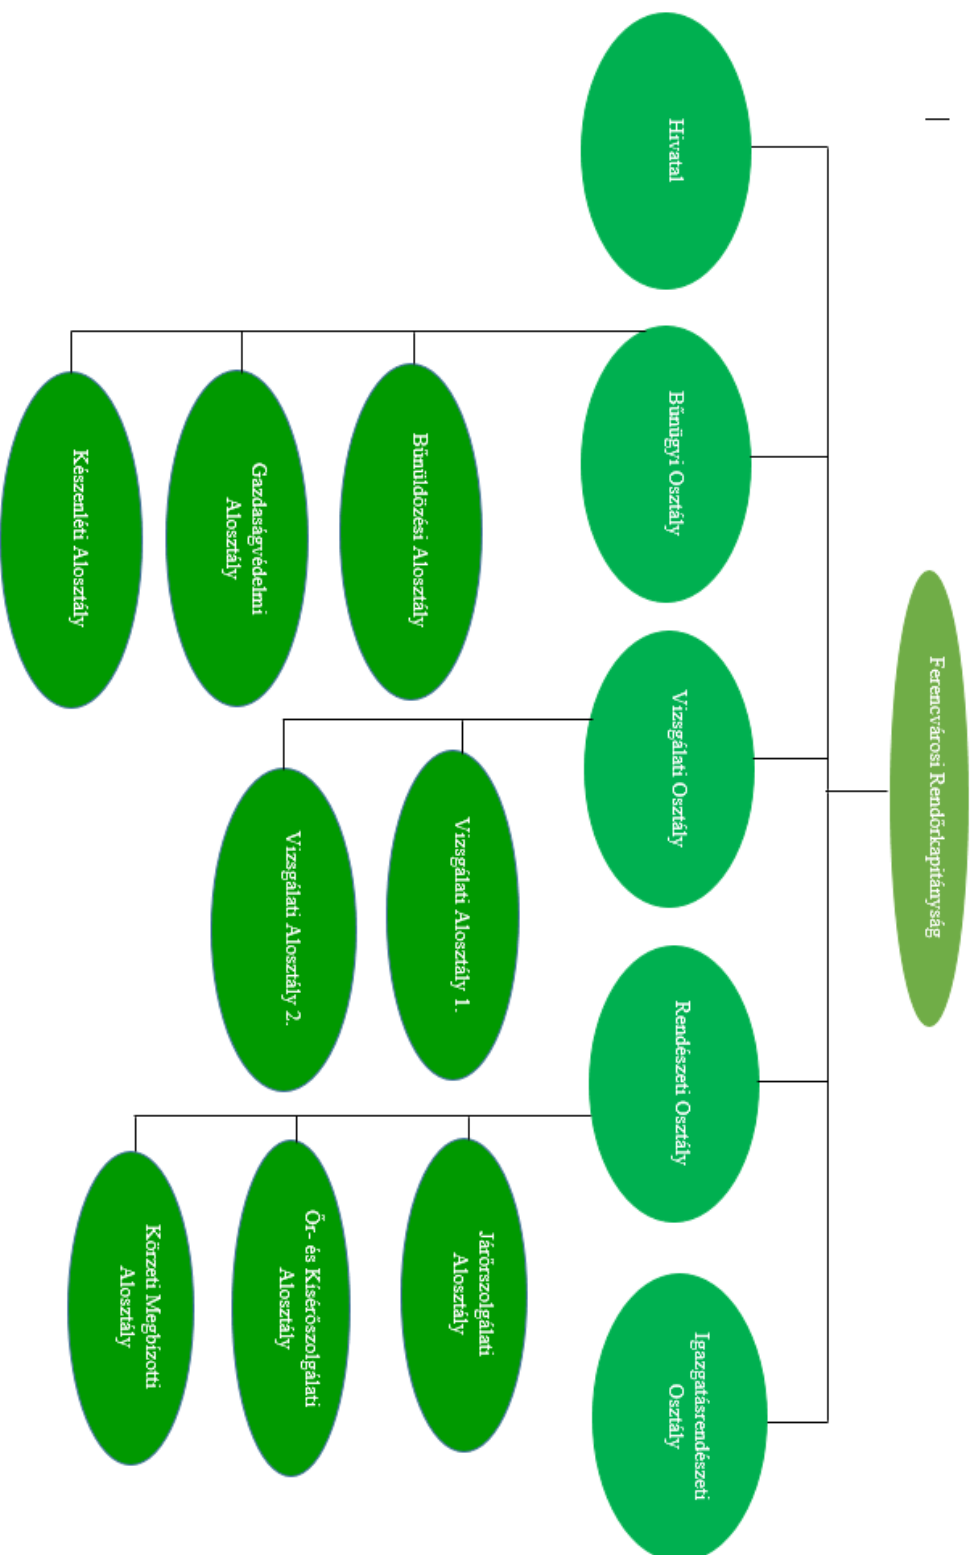 Ferencvárosi Rendőrkapitányság
Hivatal
Bűnügyi Osztály
Vizsgálati Osztály
Rendészeti Osztály
Igazgatásrendészeti
Osztály
Bűnüldözési Alosztály
Gazdaságvédelmi
Alosztály
Készenléti Alosztály
Vizsgálati Alosztály 1.
Vizsgálati Alosztály 2.
Járőrszolgálati
Alosztály
Őr- és Kísérőszolgálati
Alosztály
Körzeti Megbízotti
Alosztály